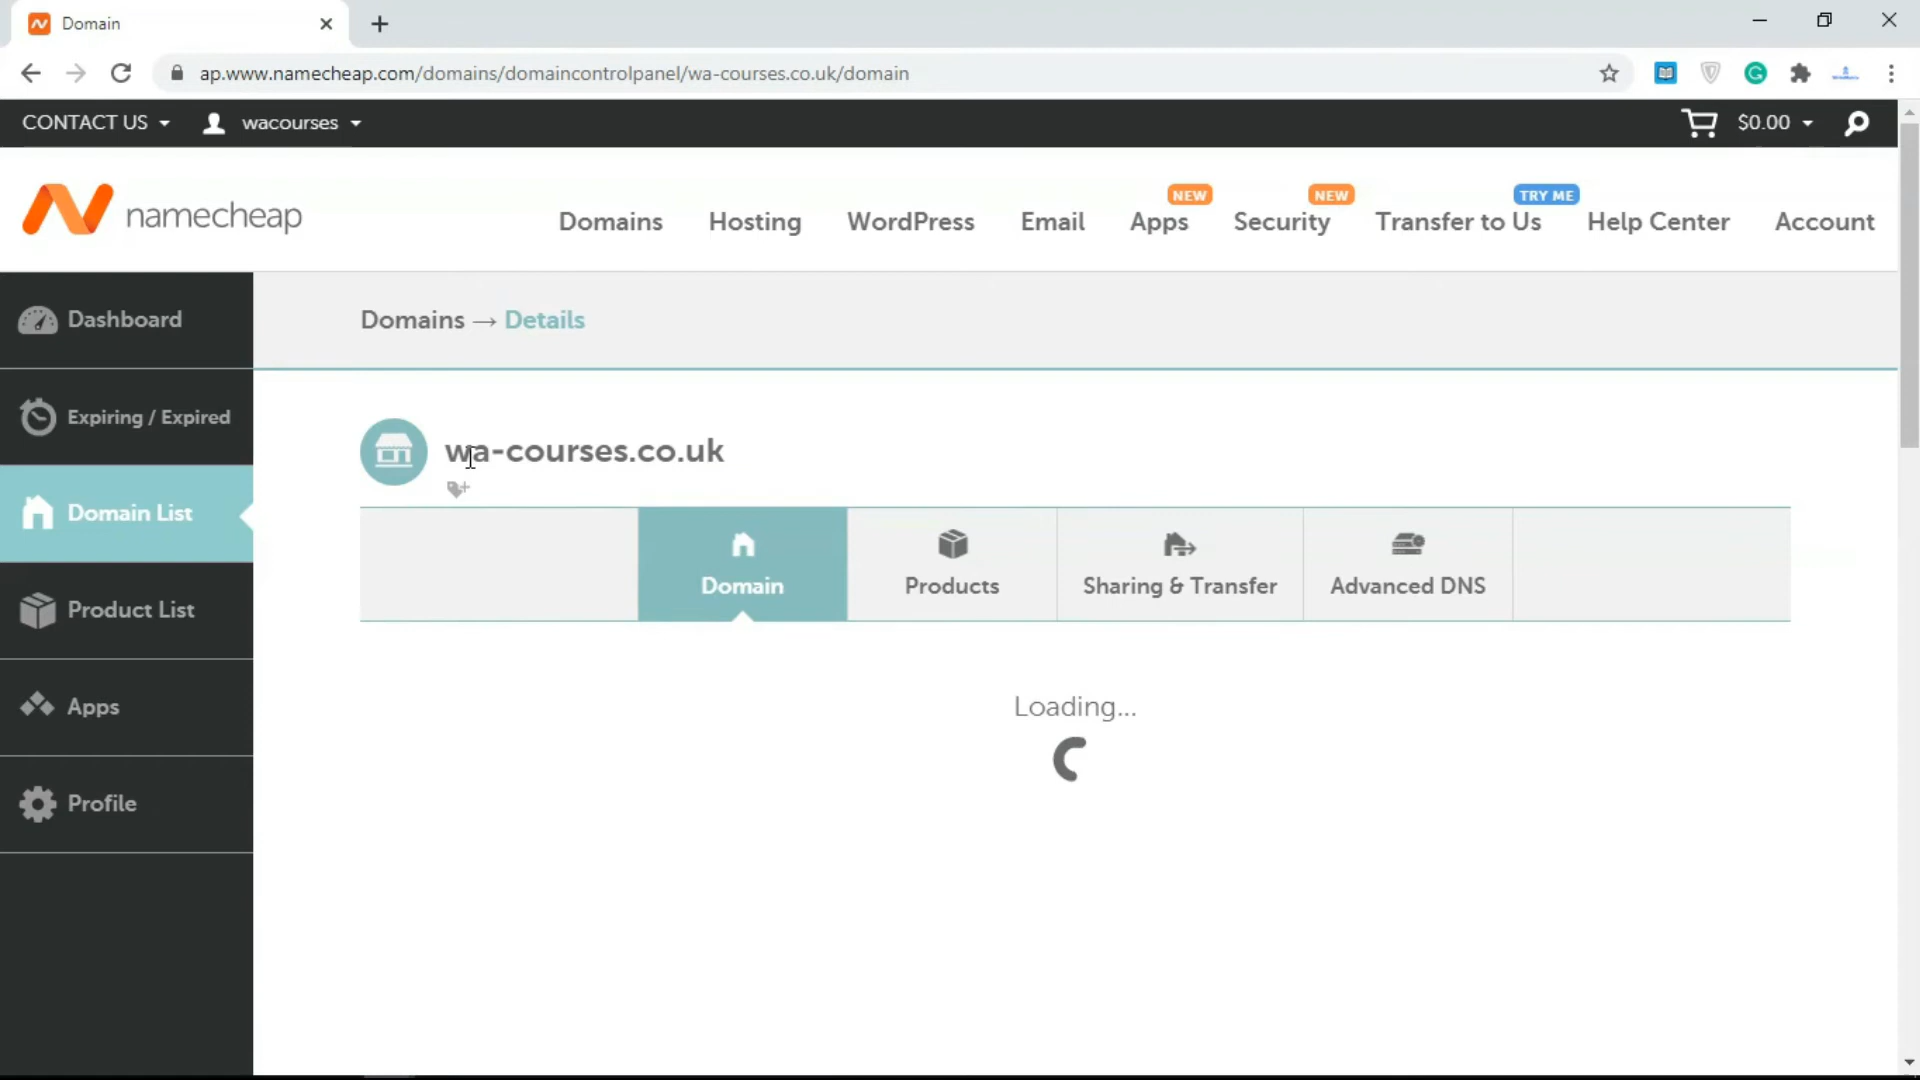 Domain
ap.www.namecheap.com/domains/domaincontrolpanel/wa-courses.co.uk/domain
CONTACT US wacourses $0.00
namecheap
Domains Hosting WordPress Email Apps NEW Security NEW Transfer to Us TRY ME Help Center Account
Dashboard
Expiring / Expired
Domain List
Product List
Apps
Profile
Domains → Details
wa-courses.co.uk
Domain Products Sharing & Transfer Advanced DNS
Loading...